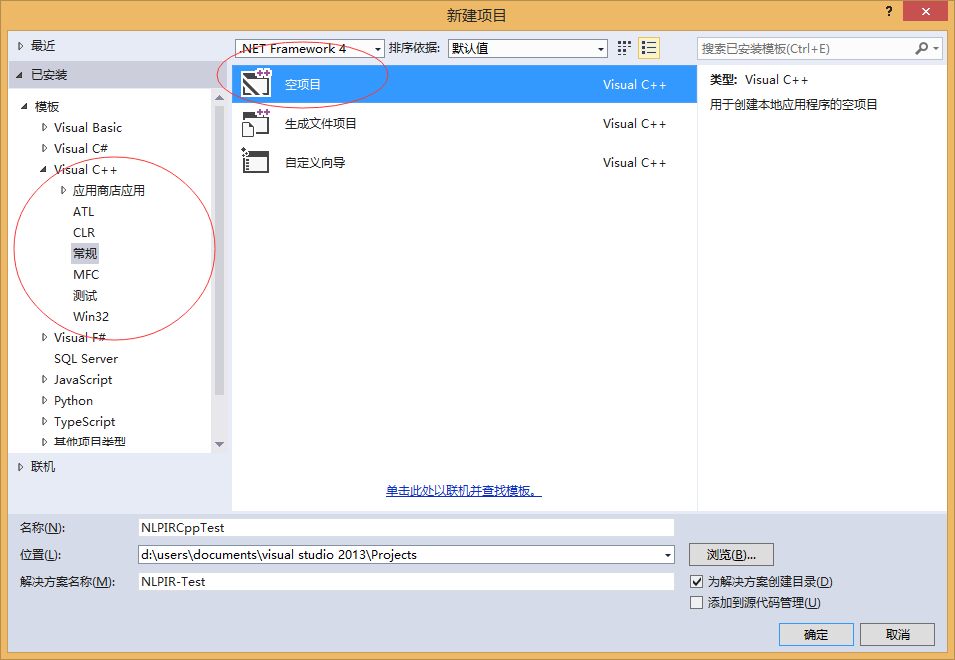 新建项目
?
最近
.NET Framework 4
排序依据:
默认值
搜索已安装模板(Ctrl+E)
已安装
模板
Visual Basic
Visual C#
Visual C++
应用商店应用
ATL
CLR
常规
MFC
测试
Win32
Visual F#
SQL Server
JavaScript
Python
TypeScript
其他项目类型
联机
空项目 Visual C++
生成文件项目 Visual C++
自定义向导 Visual C++
单击此处以联机并查找模板。
类型: Visual C++
用于创建本地应用程序的空项目
名称(N): NLPIRCppTest
位置(L): d:\users\documents\visual studio 2013\Projects
浏览(B)...
解决方案名称(M): NLPIR-Test
为解决方案创建目录(D)
添加到源代码管理(U)
确定
取消